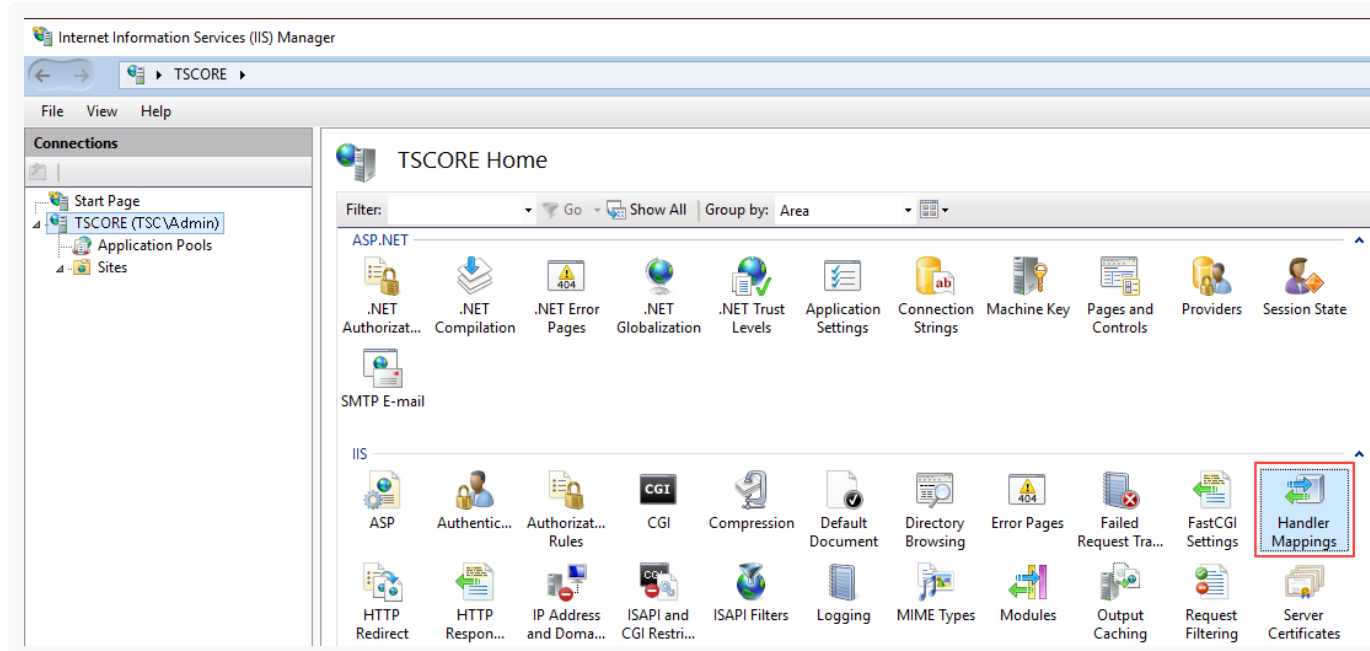 Internet Information Services (IIS) Manager
TSCORE
File View Help
Connections
Start Page
TSCORE (TSC\Admin)
Application Pools
Sites
TSCORE Home
Filter: Go Show All Group by: Area
ASP.NET
404
ab
.NET .NET .NET Error .NET .NET Trust Application Connection Machine Key Pages and Providers Session State
Authorizat... Compilation Pages Globalization Levels Settings Strings Controls
SMTP E-mail
IIS
CGI
404
ASP Authentic... Authorizat... CGI Compression Default Directory Error Pages Failed FastCGI Handler
Rules Document Browsing Request Tra... Settings Mappings
CGI
HTTP HTTP IP Address ISAPI and ISAPI Filters Logging MIME Types Modules Output Request Server
Redirect Respon... and Doma... CGI Restri... Caching Filtering Certificates